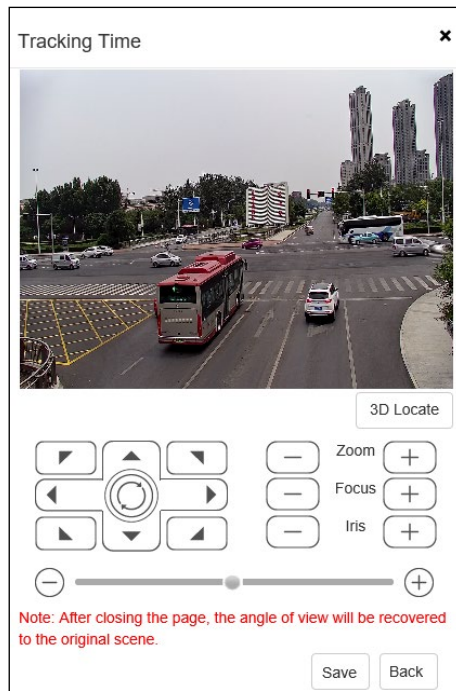 Tracking Time
3D Locate
Zoom
Focus
Iris
Note: After closing the page, the angle of view will be recovered
to the original scene.
Save Back